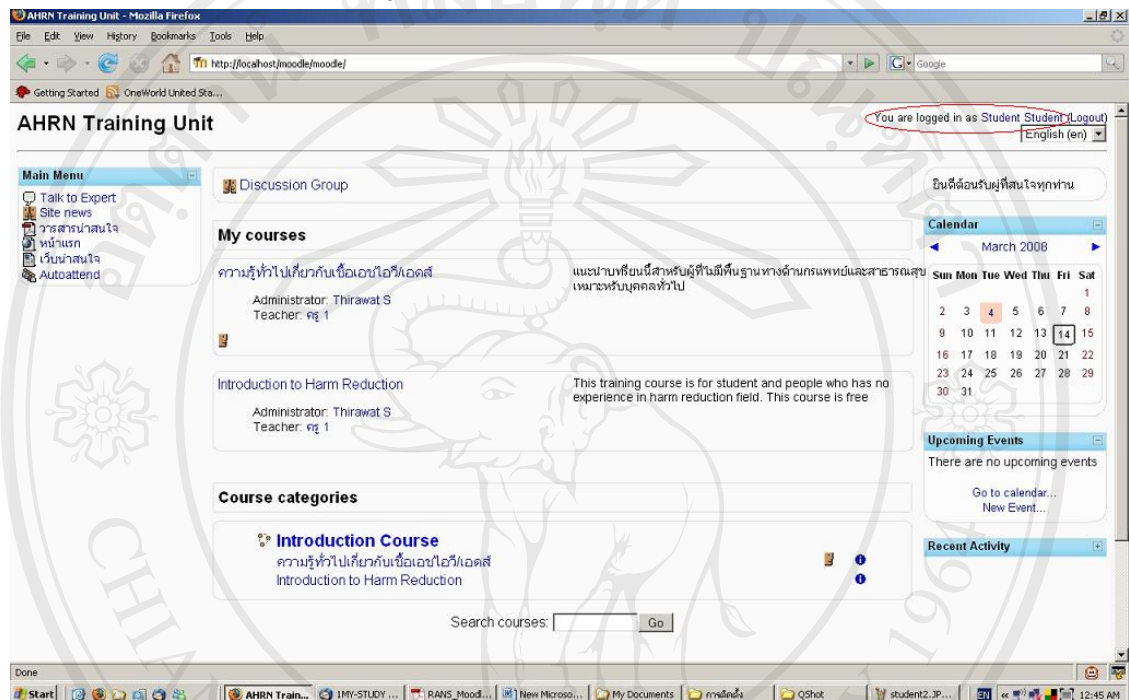 AHRN Training Unit - Mozilla Firefox
File Edit View History Bookmarks Tools Help
http://localhost/moodle/moodle/
Google
Getting Started OneWorld United Sta...
AHRN Training Unit
You are logged in as Student Student (Logout)
English (en)
Main Menu
Talk to Expert
Site news
วารสารน่าสนใจ
หน้าแรก
เว็บน่าสนใจ
Autoattend
Discussion Group
My courses
ความรู้ทั่วไปเกี่ยวกับเชื้อเอชไอวี/เอดส์
Administrator: Thirawat S
Teacher: ครู 1
แนะนำบทเรียนนี้สำหรับผู้ที่ไม่มีพื้นฐานทางด้านการแพทย์และสาธารณสุข
เหมาะหรับบุคคลทั่วไป
Introduction to Harm Reduction
Administrator: Thirawat S
Teacher: ครู 1
This training course is for student and people who has no
experience in harm reduction field. This course is free
Course categories
Introduction Course
ความรู้ทั่วไปเกี่ยวกับเชื้อเอชไอวี/เอดส์
Introduction to Harm Reduction
Search courses: Go
ยินดีต้อนรับผู้ที่สนใจทุกท่าน
Calendar
March 2008
Sun Mon Tue Wed Thu Fri Sat
1
2 3 4 5 6 7 8
9 10 11 12 13 14 15
16 17 18 19 20 21 22
23 24 25 26 27 28 29
30 31
Upcoming Events
There are no upcoming events
Go to calendar...
New Event...
Recent Activity
Done
Start AHRN Train... 1MY-STUDY ... RANS_Moodl... New Microso... My Documents การติดตั้ง QShot student2.JP... EN 12:45 AM
1964